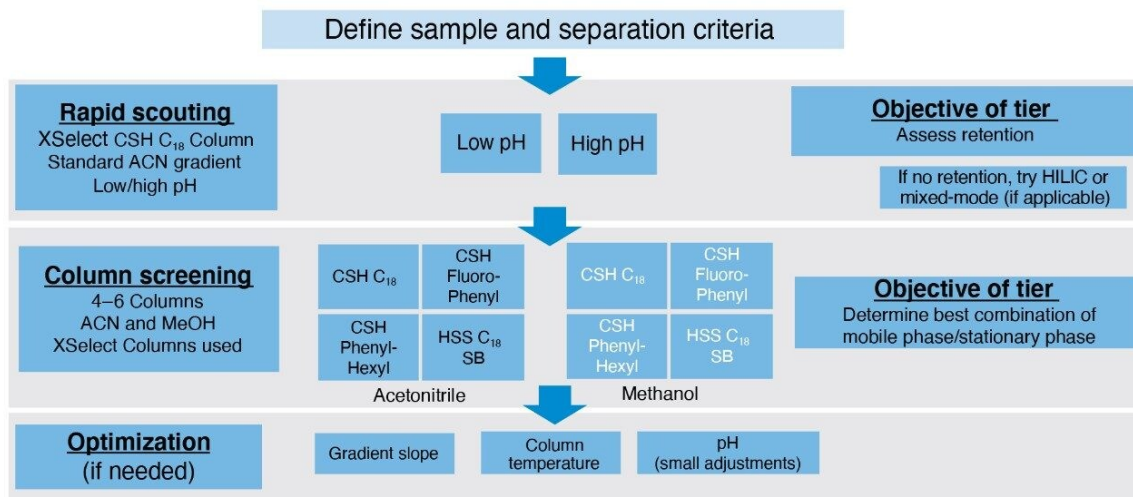 Define sample and separation criteria
Rapid scouting
XSelect CSH C₁₈ Column
Standard ACN gradient
Low/high pH
Low pH
High pH
Objective of tier
Assess retention
If no retention, try HILIC or
mixed-mode (if applicable)
Column screening
4–6 Columns
ACN and MeOH
XSelect Columns used
CSH C₁₈
CSH
Fluoro-
Phenyl
CSH
Phenyl-
Hexyl
HSS C₁₈
SB
Acetonitrile
CSH C₁₈
CSH
Fluoro-
Phenyl
CSH
Phenyl-
Hexyl
HSS C₁₈
SB
Methanol
Objective of tier
Determine best combination of
mobile phase/stationary phase
Optimization
(if needed)
Gradient slope
Column
temperature
pH
(small adjustments)